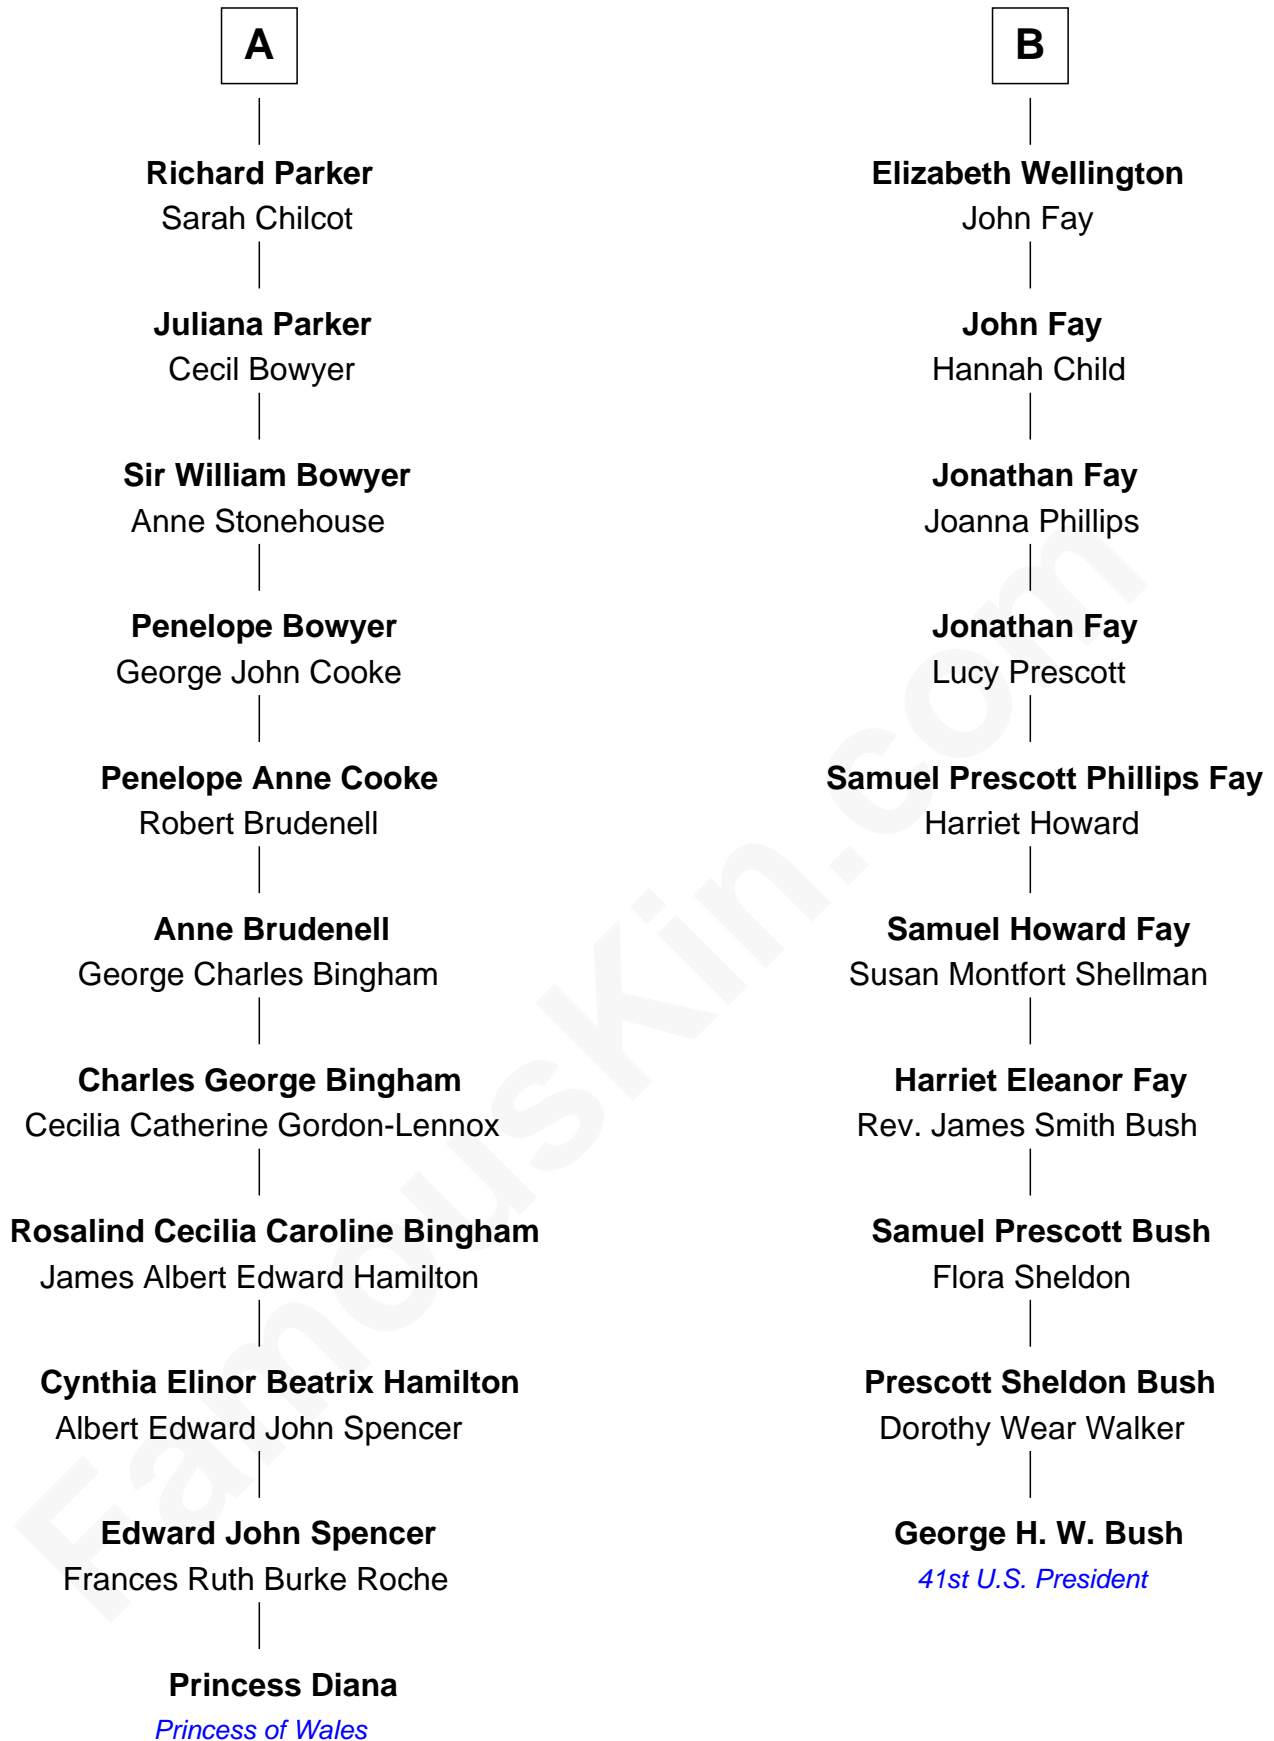 A
Richard Parker
Sarah Chilcot
Juliana Parker
Cecil Bowyer
Sir William Bowyer
Anne Stonehouse
Penelope Bowyer
George John Cooke
Penelope Anne Cooke
Robert Brudenell
Anne Brudenell
George Charles Bingham
Charles George Bingham
Cecilia Catherine Gordon-Lennox
Rosalind Cecilia Caroline Bingham
James Albert Edward Hamilton
Cynthia Elinor Beatrix Hamilton
Albert Edward John Spencer
Edward John Spencer
Frances Ruth Burke Roche
Princess Diana
Princess of Wales
B
Elizabeth Wellington
John Fay
John Fay
Hannah Child
Jonathan Fay
Joanna Phillips
Jonathan Fay
Lucy Prescott
Samuel Prescott Phillips Fay
Harriet Howard
Samuel Howard Fay
Susan Montfort Shellman
Harriet Eleanor Fay
Rev. James Smith Bush
Samuel Prescott Bush
Flora Sheldon
Prescott Sheldon Bush
Dorothy Wear Walker
George H. W. Bush
41st U.S. President
FamousKin.com